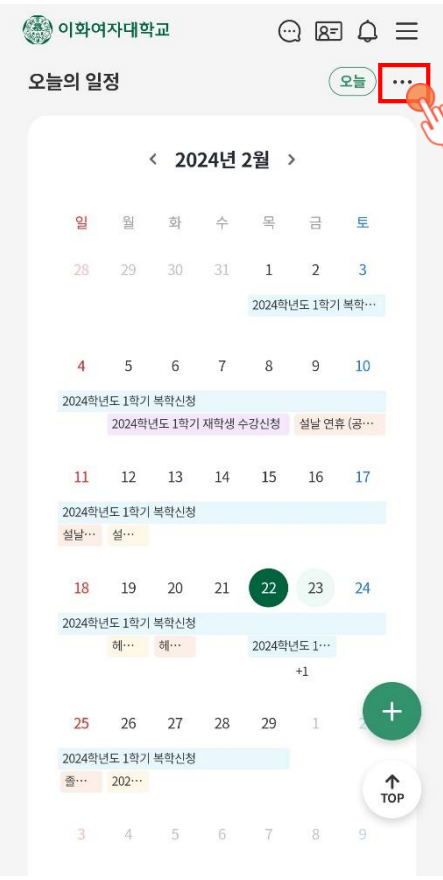 이화여자대학교
오늘의 일정 오늘 ···
< 2024년 2월 >
일 월 화 수 목 금 토
28 29 30 31 1 2 3
2024학년도 1학기 복학···
4 5 6 7 8 9 10
2024학년도 1학기 복학신청
2024학년도 1학기 재학생 수강신청 설날 연휴 (공···
11 12 13 14 15 16 17
2024학년도 1학기 복학신청
설날··· 설···
18 19 20 21 22 23 24
2024학년도 1학기 복학신청
헤··· 헤··· 2024학년도 1···
+1
+
25 26 27 28 29 1
2024학년도 1학기 복학신청
졸··· 202···
TOP
3 4 5 6 7 8 9